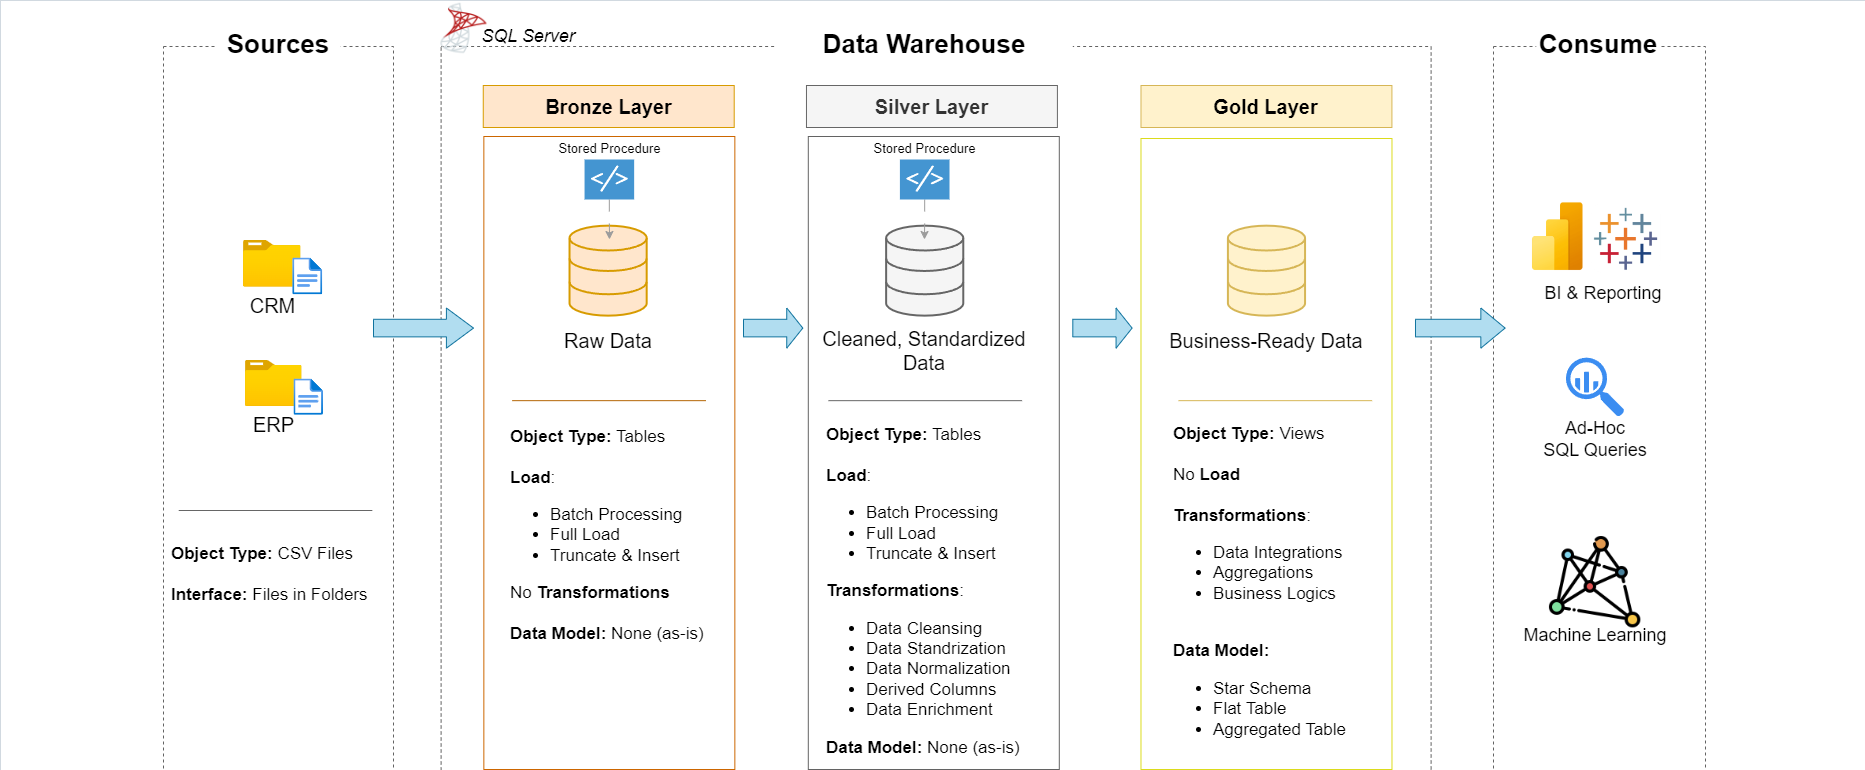 Sources
CRM
ERP
Object Type: CSV Files
Interface: Files in Folders
SQL Server
Data Warehouse
Bronze Layer
Stored Procedure
</>
Raw Data
Object Type: Tables
Load:
• Batch Processing
• Full Load
• Truncate & Insert
No Transformations
Data Model: None (as-is)
Silver Layer
Stored Procedure
</>
Cleaned, Standardized
Data
Object Type: Tables
Load:
• Batch Processing
• Full Load
• Truncate & Insert
Transformations:
• Data Cleansing
• Data Standrization
• Data Normalization
• Derived Columns
• Data Enrichment
Data Model: None (as-is)
Gold Layer
Business-Ready Data
Object Type: Views
No Load
Transformations:
• Data Integrations
• Aggregations
• Business Logics
Data Model:
• Star Schema
• Flat Table
• Aggregated Table
Consume
BI & Reporting
Ad-Hoc
SQL Queries
Machine Learning